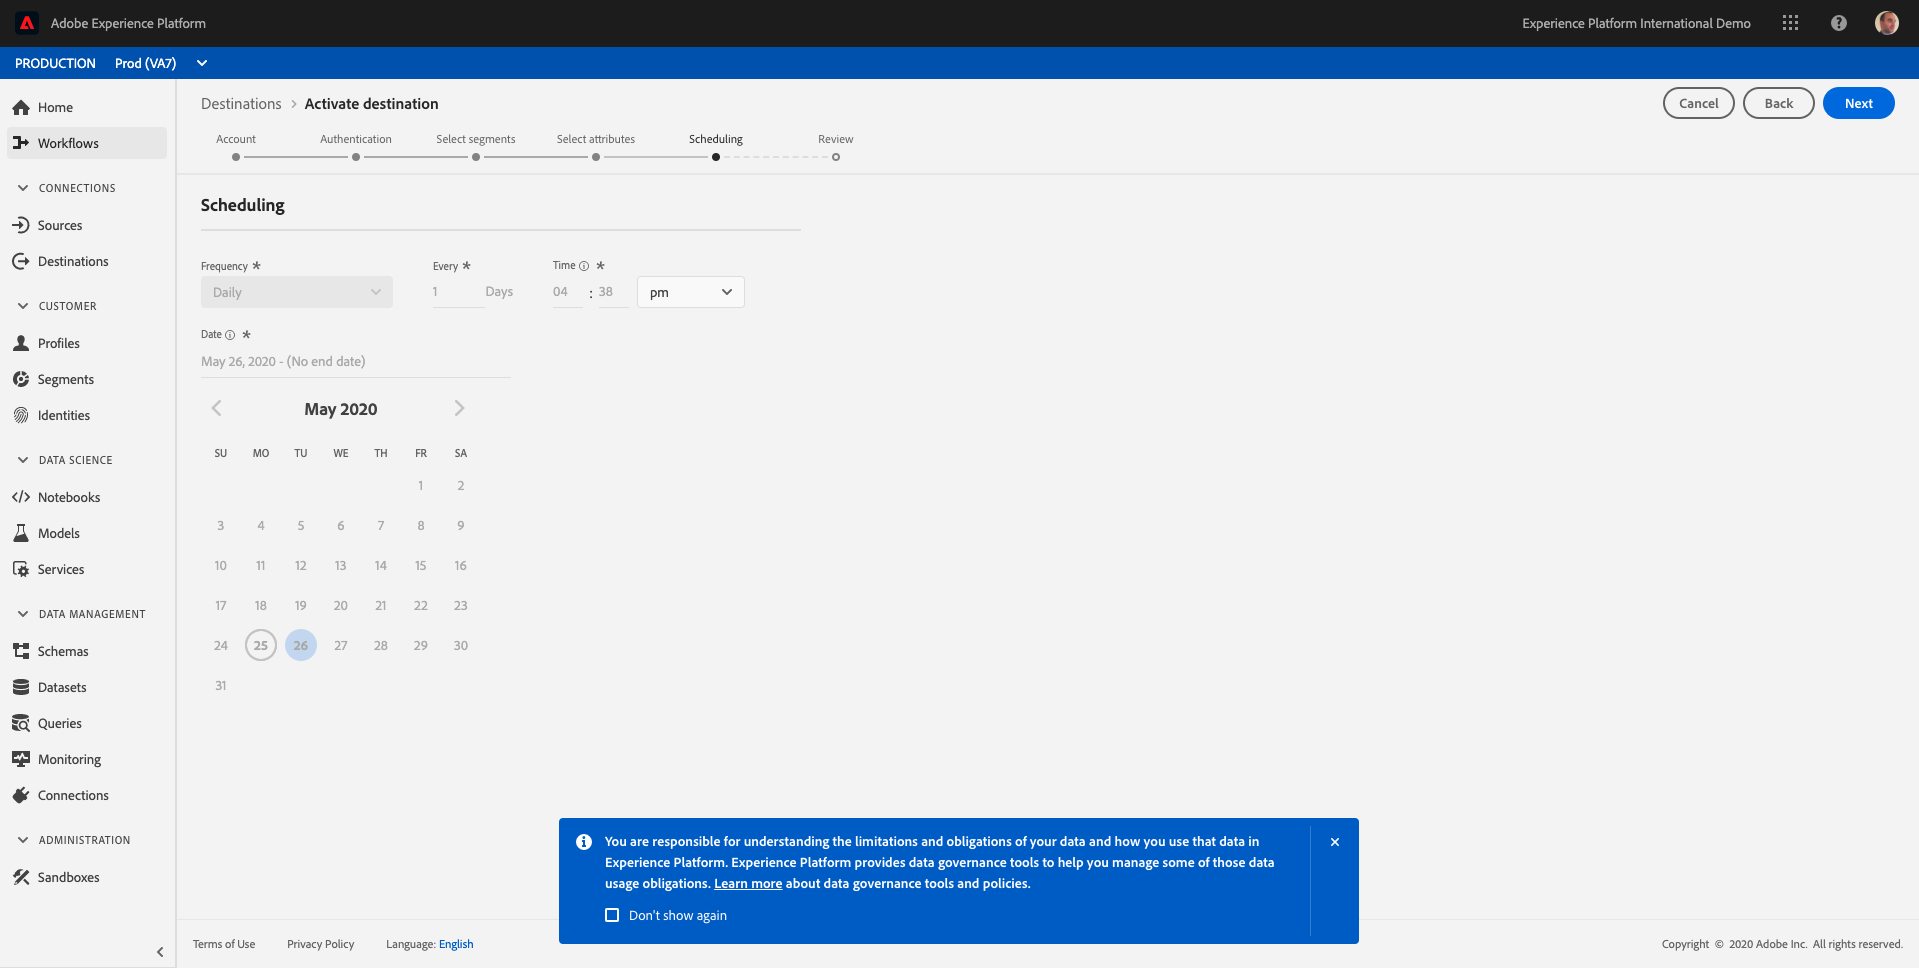 Adobe Experience Platform
Experience Platform International Demo
PRODUCTION Prod (VA7)
Home
Workflows
CONNECTIONS
Sources
Destinations
CUSTOMER
Profiles
Segments
Identities
DATA SCIENCE
Notebooks
Models
Services
DATA MANAGEMENT
Schemas
Datasets
Queries
Monitoring
Connections
ADMINISTRATION
Sandboxes
Destinations > Activate destination
Cancel Back Next
Account Authentication Select segments Select attributes Scheduling Review
Scheduling
Frequency * Every * Time *
Daily 1 Days 04 : 38 pm
Date *
May 26, 2020 - (No end date)
May 2020
SU MO TU WE TH FR SA
1 2
3 4 5 6 7 8 9
10 11 12 13 14 15 16
17 18 19 20 21 22 23
24 25 26 27 28 29 30
31
You are responsible for understanding the limitations and obligations of your data and how you use that data in
Experience Platform. Experience Platform provides data governance tools to help you manage some of those data
usage obligations. Learn more about data governance tools and policies.
Don't show again
Terms of Use Privacy Policy Language: English
Copyright © 2020 Adobe Inc. All rights reserved.